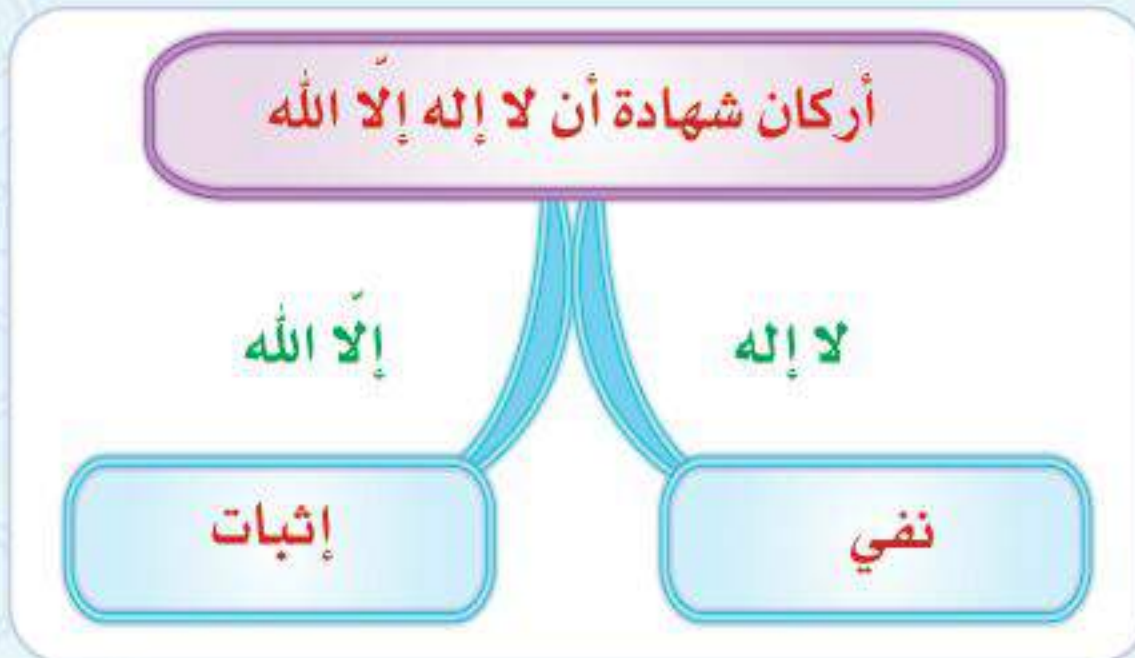 أركان شهادة أن لا إله إلّا الله
لا إله
إلّا الله
نفي
إثبات